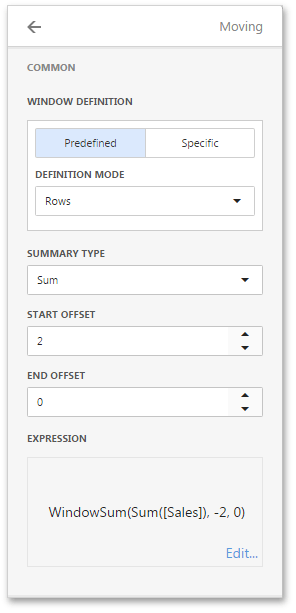 Moving
COMMON
WINDOW DEFINITION
Predefined Specific
DEFINITION MODE
Rows
SUMMARY TYPE
Sum
START OFFSET
2
END OFFSET
0
EXPRESSION
WindowSum(Sum([Sales]), -2, 0)
Edit...